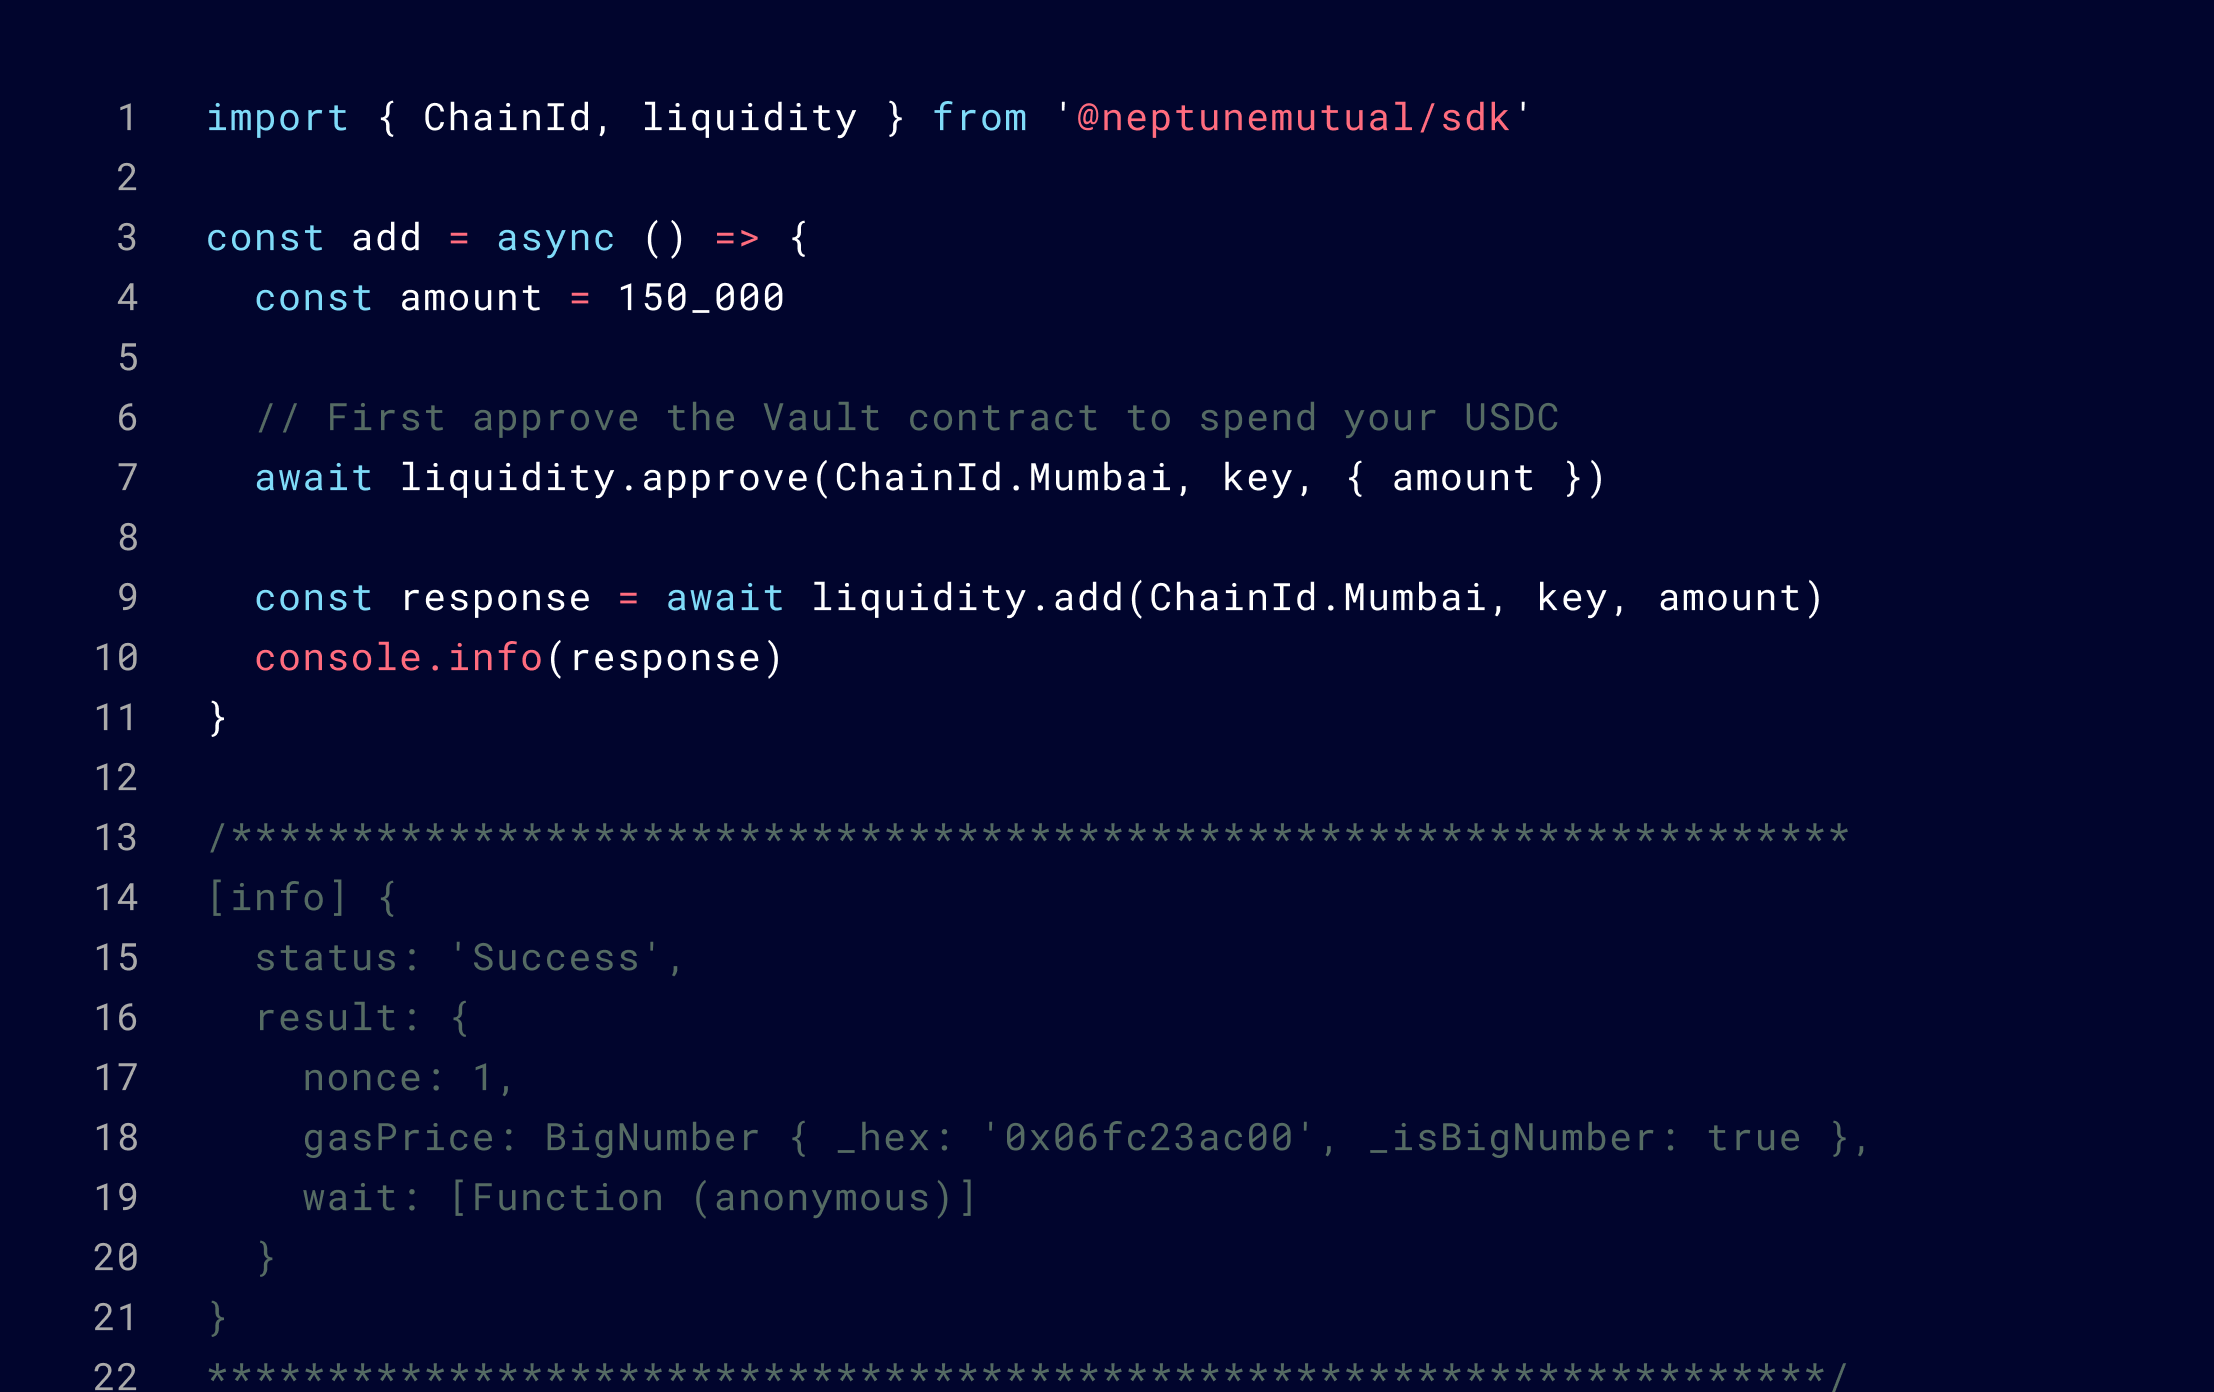 1 import { ChainId, liquidity } from '@neptunemutual/sdk'
2
3 const add = async () => {
4   const amount = 150_000
5
6   // First approve the Vault contract to spend your USDC
7   await liquidity.approve(ChainId.Mumbai, key, { amount })
8
9   const response = await liquidity.add(ChainId.Mumbai, key, amount)
10   console.info(response)
11 }
12
13 /*******************************************************************
14 [info] {
15   status: 'Success',
16   result: {
17     nonce: 1,
18     gasPrice: BigNumber { _hex: '0x06fc23ac00', _isBigNumber: true },
19     wait: [Function (anonymous)]
20   }
21 }
22 *******************************************************************/